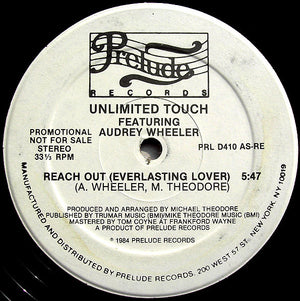 Prelude
RECORDS
UNLIMITED TOUCH
FEATURING
AUDREY WHEELER
PROMOTIONAL
NOT FOR SALE
STEREO
33⅓ RPM
PRL D410 AS-RE
REACH OUT (EVERLASTING LOVER) 5:47
(A. WHEELER, M. THEODORE)
PRODUCED AND ARRANGED BY MICHAEL THEODORE
PUBLISHED BY TRUMAR MUSIC (BMI)/MIKE THEODORE MUSIC (BMI)
MASTERED BY TOM COYNE AT FRANKFORD WAYNE
A PRODUCT OF PRELUDE RECORDS
℗ 1984 PRELUDE RECORDS
MANUFACTURED AND DISTRIBUTED BY PRELUDE RECORDS, 200 WEST 57 ST., NEW YORK, NY 10019